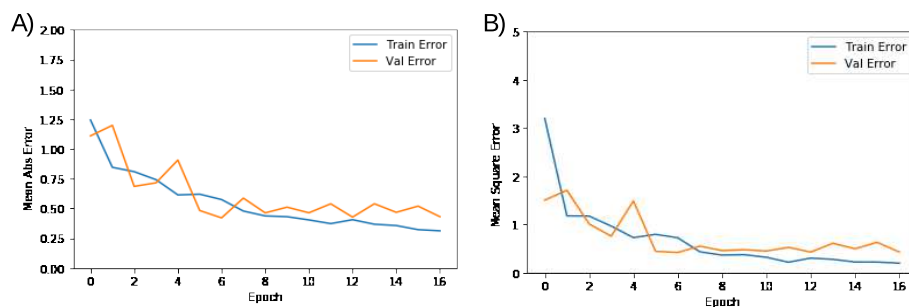 A)
Mean Abs Error
2.00
1.75
1.50
1.25
1.00
0.75
0.50
0.25
0.00
Train Error
Val Error
0 2 4 6 8 10 12 14 16
Epoch
B)
Mean Square Error
5
4
3
2
1
0
Train Error
Val Error
0 2 4 6 8 10 12 14 16
Epoch